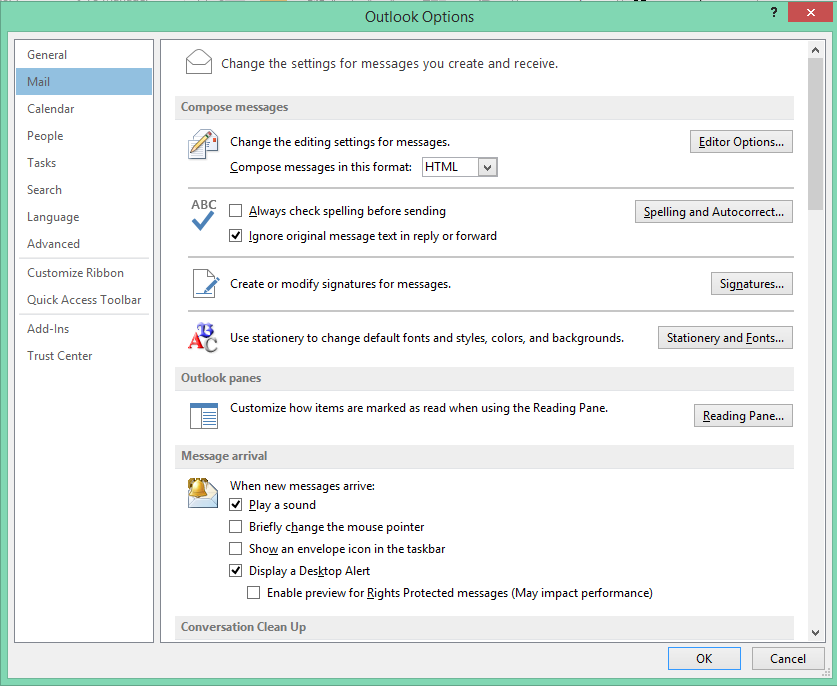 Outlook Options
?
General
Mail
Calendar
People
Tasks
Search
Language
Advanced
Customize Ribbon
Quick Access Toolbar
Add-Ins
Trust Center
Change the settings for messages you create and receive.
Compose messages
Change the editing settings for messages.
Editor Options...
Compose messages in this format: HTML
ABC
Always check spelling before sending
Spelling and Autocorrect...
Ignore original message text in reply or forward
Create or modify signatures for messages.
Signatures...
Use stationery to change default fonts and styles, colors, and backgrounds.
Stationery and Fonts...
Outlook panes
Customize how items are marked as read when using the Reading Pane.
Reading Pane...
Message arrival
When new messages arrive:
Play a sound
Briefly change the mouse pointer
Show an envelope icon in the taskbar
Display a Desktop Alert
Enable preview for Rights Protected messages (May impact performance)
Conversation Clean Up
OK
Cancel